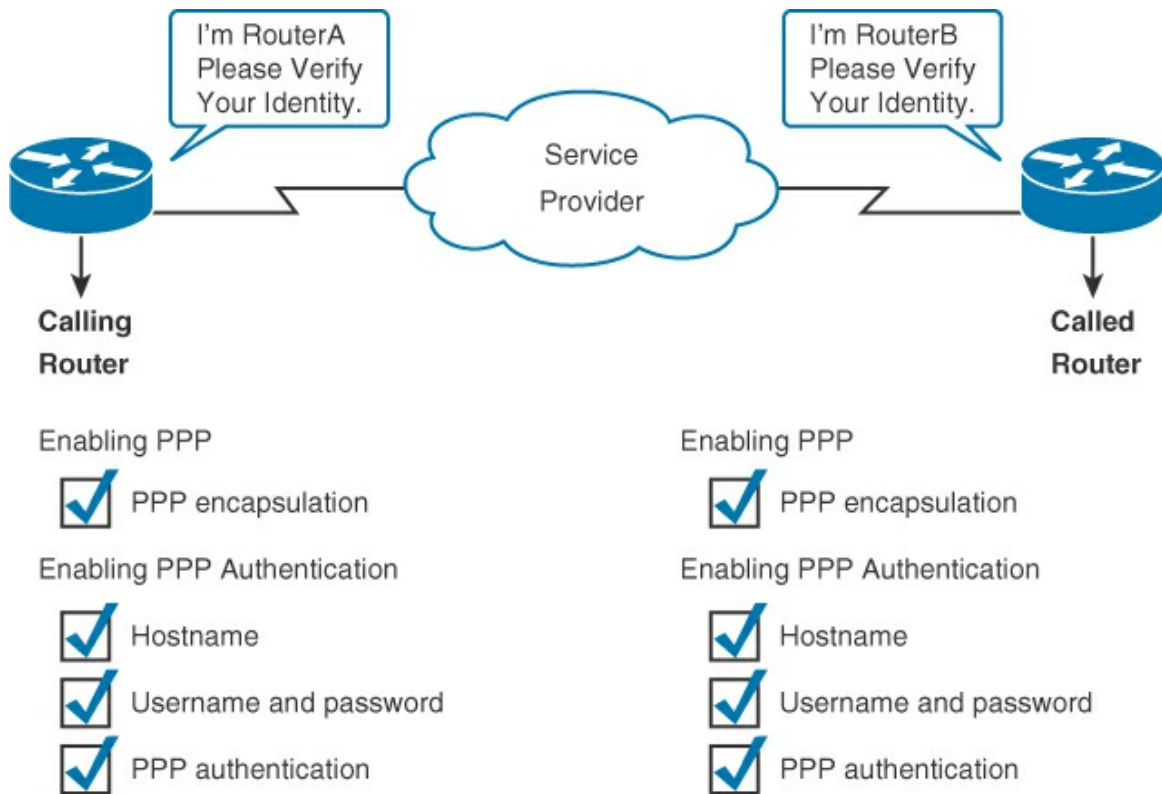 I'm RouterA
Please Verify
Your Identity.
I'm RouterB
Please Verify
Your Identity.
Service
Provider
Calling
Router
Called
Router
Enabling PPP
PPP encapsulation
Enabling PPP Authentication
Hostname
Username and password
PPP authentication
Enabling PPP
PPP encapsulation
Enabling PPP Authentication
Hostname
Username and password
PPP authentication